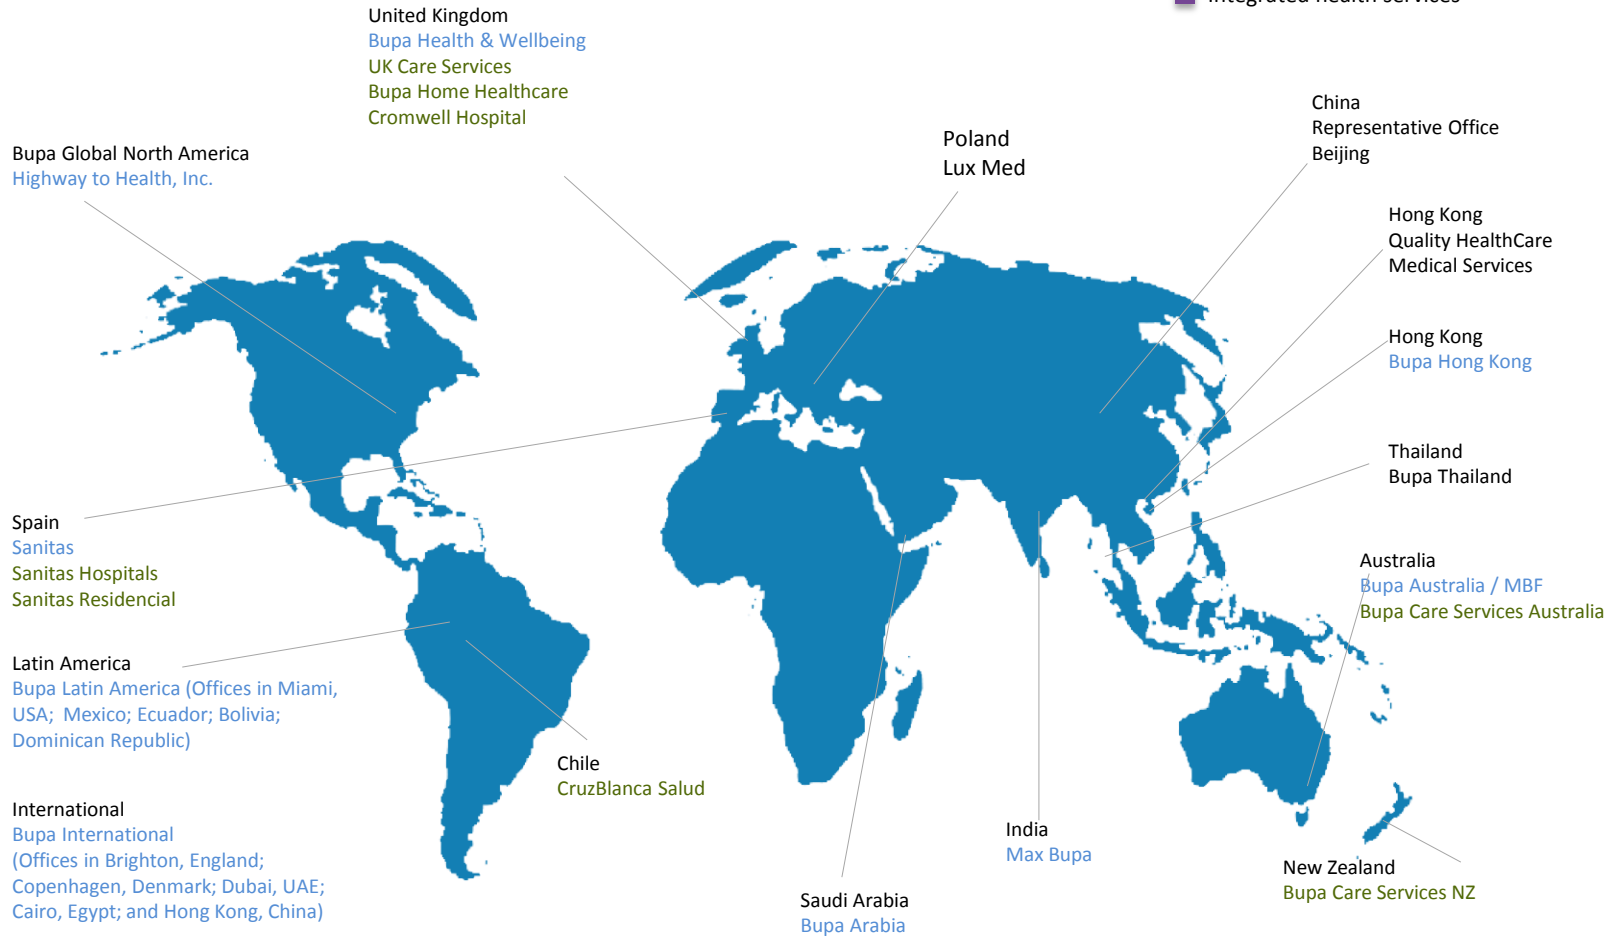 Integrated health services
United Kingdom
Bupa Health & Wellbeing
UK Care Services
Bupa Home Healthcare
Cromwell Hospital
China
Representative Office
Beijing
Poland
Lux Med
Bupa Global North America
Highway to Health, Inc.
Hong Kong
Quality HealthCare
Medical Services
Hong Kong
Bupa Hong Kong
Thailand
Bupa Thailand
Spain
Sanitas
Sanitas Hospitals
Sanitas Residencial
Australia
Bupa Australia / MBF
Bupa Care Services Australia
Latin America
Bupa Latin America (Offices in Miami,
USA; Mexico; Ecuador; Bolivia;
Dominican Republic)
Chile
CruzBlanca Salud
International
Bupa International
(Offices in Brighton, England;
Copenhagen, Denmark; Dubai, UAE;
Cairo, Egypt; and Hong Kong, China)
India
Max Bupa
New Zealand
Bupa Care Services NZ
Saudi Arabia
Bupa Arabia